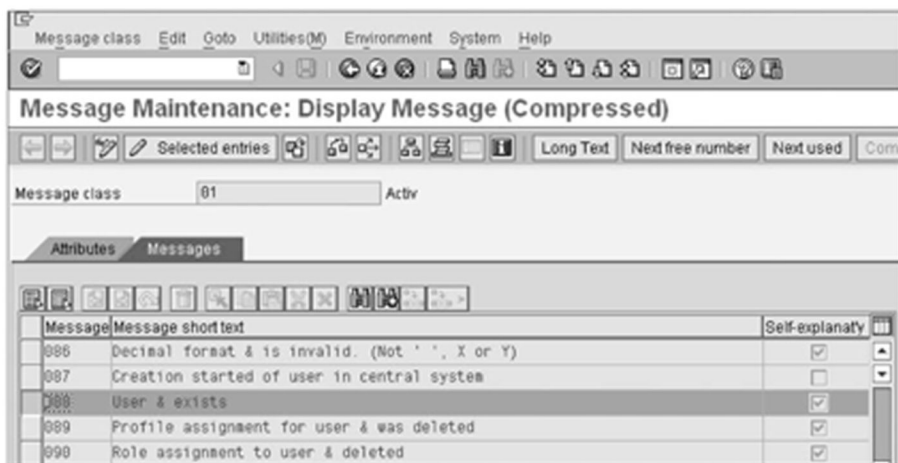 Message class Edit Goto Utilities(M) Environment System Help
Message Maintenance: Display Message (Compressed)
Selected entries Long Text Next free number Next used Com
Message class 01 Activ
Attributes Messages
Message Message short text Self-explanat'y
086 Decimal format & is invalid. (Not ' ', X or Y)
087 Creation started of user in central system
088 User & exists
089 Profile assignment for user & was deleted
090 Role assignment to user & deleted